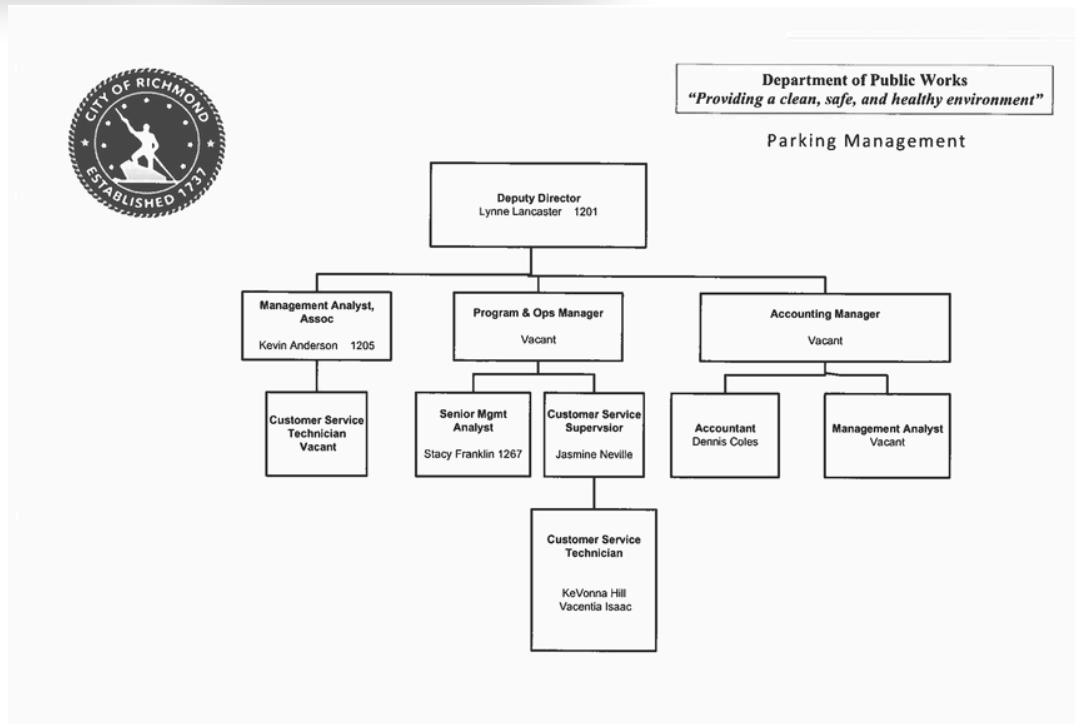 CITY OF RICHMOND
ESTABLISHED 1737
Department of Public Works
“Providing a clean, safe, and healthy environment”
Parking Management
Deputy Director
Lynne Lancaster 1201
Management Analyst,
Assoc
Kevin Anderson 1205
Program & Ops Manager
Vacant
Accounting Manager
Vacant
Customer Service
Technician
Vacant
Senior Mgmt
Analyst
Stacy Franklin 1267
Customer Service
Supervsior
Jasmine Neville
Accountant
Dennis Coles
Management Analyst
Vacant
Customer Service
Technician
KeVonna Hill
Vacentia Isaac